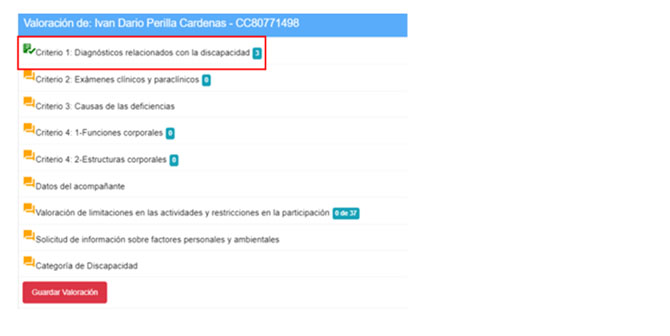 Valoración de: Ivan Dario Perilla Cardenas - CC80771498
Criterio 1: Diagnósticos relacionados con la discapacidad 3
Criterio 2: Exámenes clínicos y paraclínicos 0
Criterio 3: Causas de las deficiencias
Criterio 4: 1-Funciones corporales 0
Criterio 4: 2-Estructuras corporales 0
Datos del acompañante
Valoración de limitaciones en las actividades y restricciones en la participación 0 de 37
Solicitud de información sobre factores personales y ambientales
Categoría de Discapacidad
Guardar Valoración